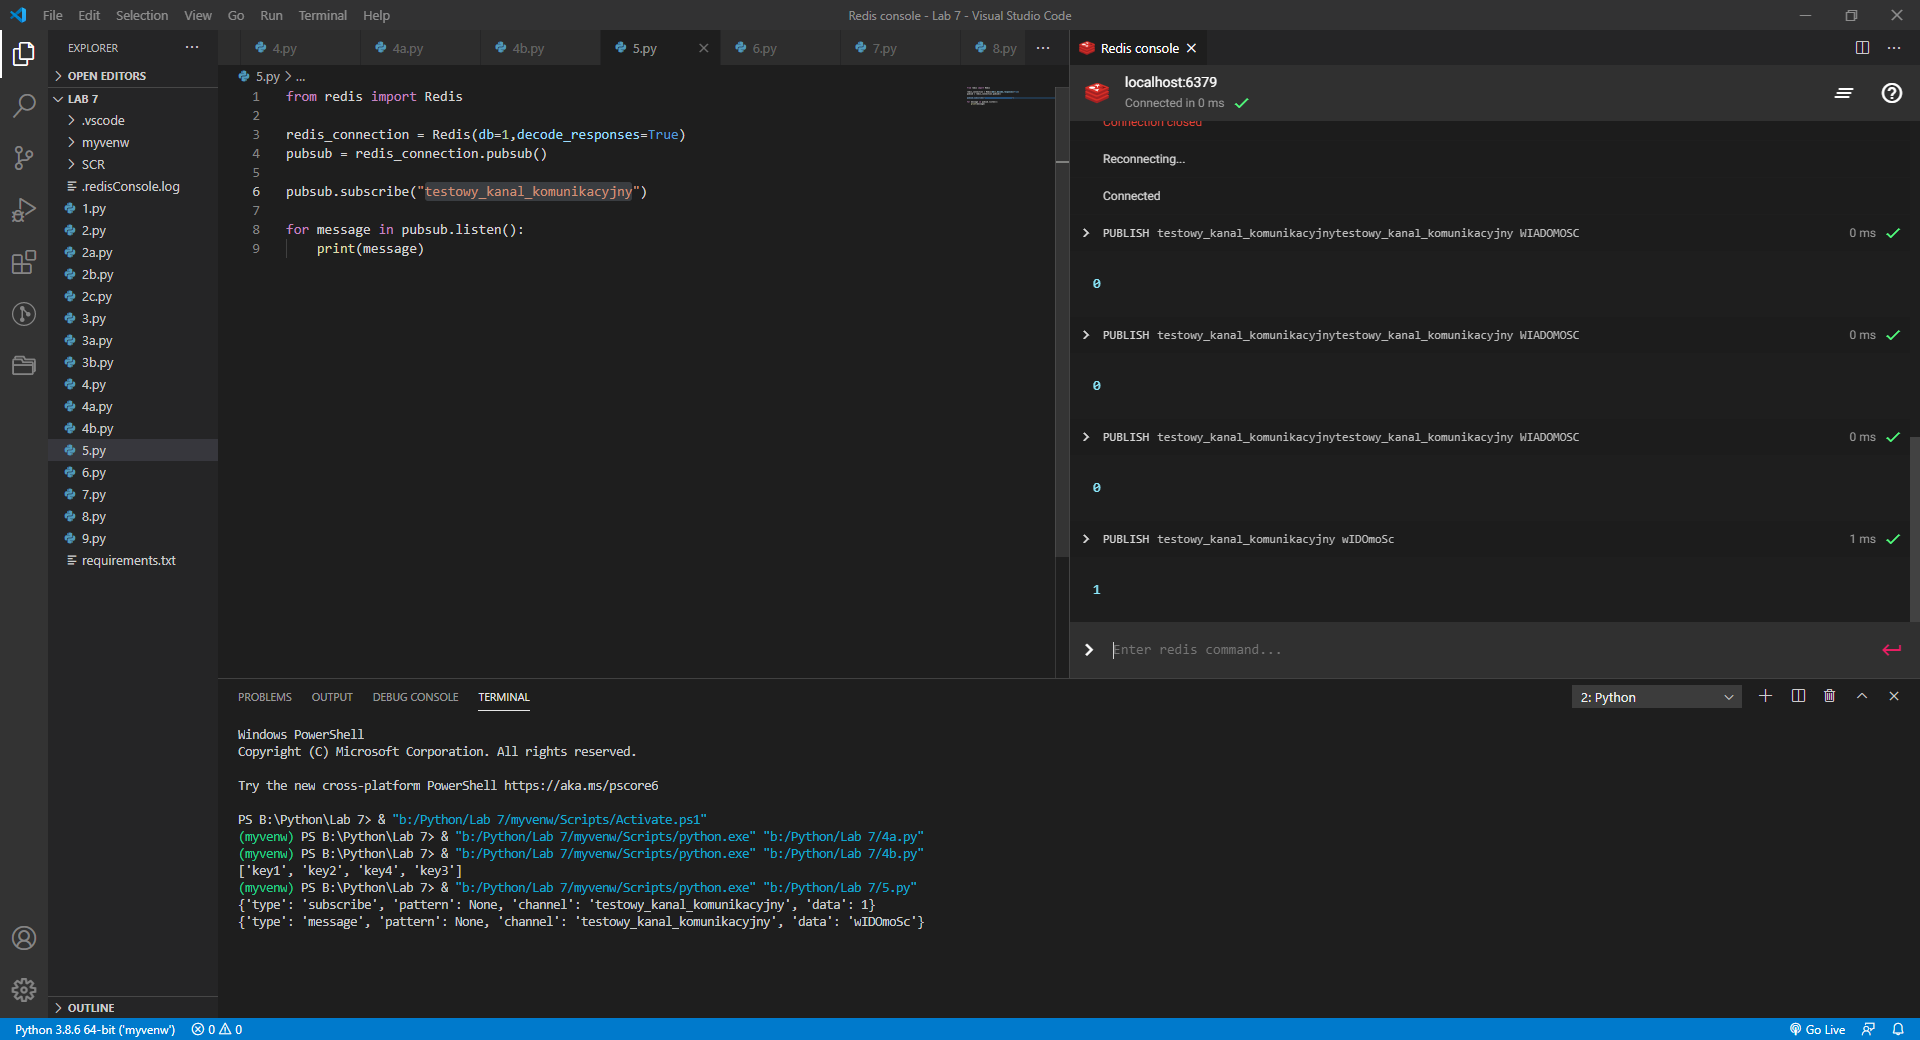 File Edit Selection View Go Run Terminal Help
Redis console - Lab 7 - Visual Studio Code
EXPLORER
OPEN EDITORS
LAB 7
.vscode
myvenw
SCR
.redisConsole.log
1.py
2.py
2a.py
2b.py
2c.py
3.py
3a.py
3b.py
4.py
4a.py
4b.py
5.py
6.py
7.py
8.py
9.py
requirements.txt
OUTLINE
4.py 4a.py 4b.py 5.py 6.py 7.py 8.py ...
5.py > ...
1 from redis import Redis
2
3 redis_connection = Redis(db=1,decode_responses=True)
4 pubsub = redis_connection.pubsub()
5
6 pubsub.subscribe("testowy_kanal_komunikacyjny")
7
8 for message in pubsub.listen():
9 print(message)
Redis console
localhost:6379
Connected in 0 ms
Connection closed
Reconnecting...
Connected
PUBLISH testowy_kanal_komunikacyjnytestowy_kanal_komunikacyjny WIADOMOSC 0 ms
0
PUBLISH testowy_kanal_komunikacyjnytestowy_kanal_komunikacyjny WIADOMOSC 0 ms
0
PUBLISH testowy_kanal_komunikacyjnytestowy_kanal_komunikacyjny WIADOMOSC 0 ms
0
PUBLISH testowy_kanal_komunikacyjny wIDOmoSc 1 ms
1
Enter redis command...
PROBLEMS OUTPUT DEBUG CONSOLE TERMINAL
2: Python
Windows PowerShell
Copyright (C) Microsoft Corporation. All rights reserved.
Try the new cross-platform PowerShell https://aka.ms/pscore6
PS B:\Python\Lab 7> & "b:/Python/Lab 7/myvenw/Scripts/Activate.ps1"
(myvenw) PS B:\Python\Lab 7> & "b:/Python/Lab 7/myvenw/Scripts/python.exe" "b:/Python/Lab 7/4a.py"
(myvenw) PS B:\Python\Lab 7> & "b:/Python/Lab 7/myvenw/Scripts/python.exe" "b:/Python/Lab 7/4b.py"
['key1', 'key2', 'key4', 'key3']
(myvenw) PS B:\Python\Lab 7> & "b:/Python/Lab 7/myvenw/Scripts/python.exe" "b:/Python/Lab 7/5.py"
{'type': 'subscribe', 'pattern': None, 'channel': 'testowy_kanal_komunikacyjny', 'data': 1}
{'type': 'message', 'pattern': None, 'channel': 'testowy_kanal_komunikacyjny', 'data': 'wIDOmoSc'}
Python 3.8.6 64-bit ('myvenw') 0 0
Go Live